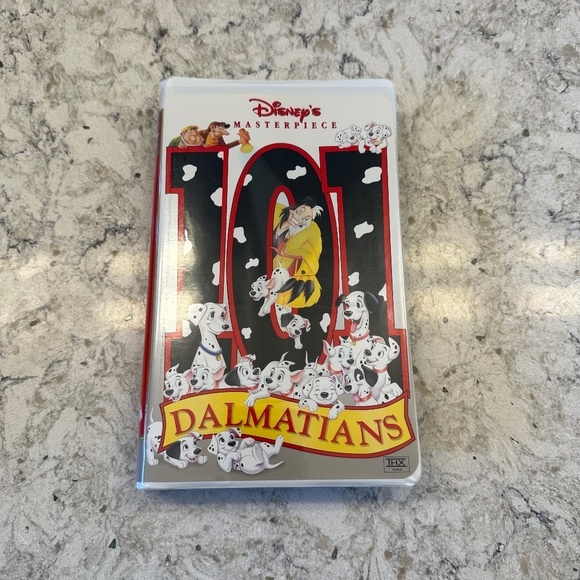 Disney's
MASTERPIECE
101
DALMATIANS
THX